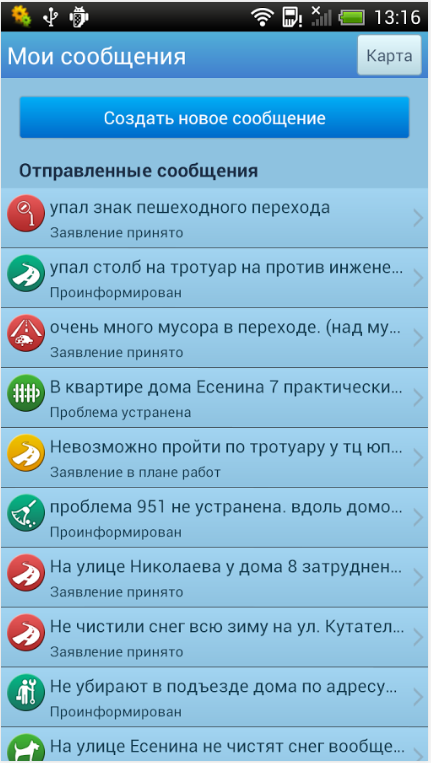 13:16
Мои сообщения
Карта
Создать новое сообщение
Отправленные сообщения
упал знак пешеходного перехода
Заявление принято
упал столб на тротуар на против инжене...
Проинформирован
очень много мусора в переходе. (над му...
Заявление принято
В квартире дома Есенина 7 практически...
Проблема устранена
Невозможно пройти по тротуару у тц юп...
Заявление в плане работ
проблема 951 не устранена. вдоль домо...
Проинформирован
На улице Николаева у дома 8 затруднен...
Заявление принято
Не чистили снег всю зиму на ул. Кутател...
Заявление принято
Не убирают в подъезде дома по адресу...
Проинформирован
На улице Есенина не чистят снег вообще...